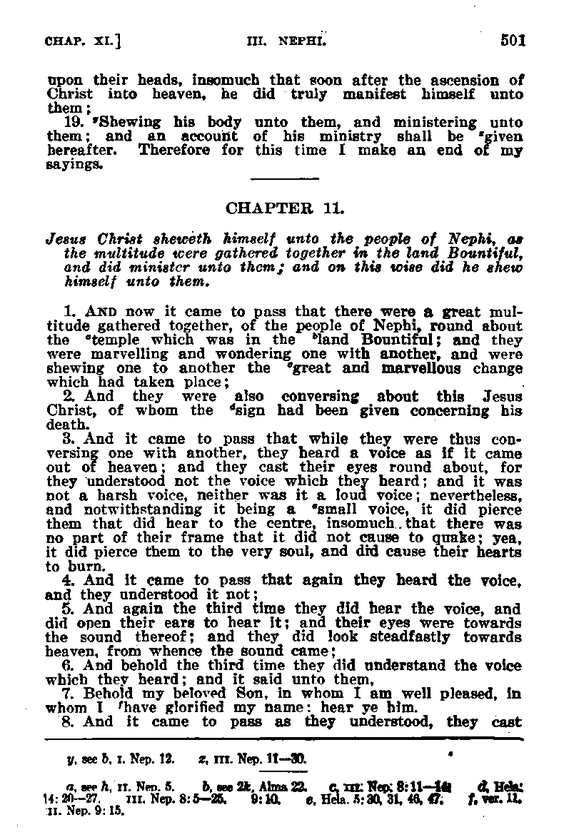 CHAP. XI.] III. NEPHI. 501
upon their heads, insomuch that soon after the ascension of
Christ into heaven, he did truly manifest himself unto
them;
19. ʸShewing his body unto them, and ministering unto
them; and an account of his ministry shall be ᶻgiven
hereafter. Therefore for this time I make an end of my
sayings.
CHAPTER 11.
Jesus Christ sheweth himself unto the people of Nephi, as
the multitude were gathered together in the land Bountiful,
and did minister unto them; and on this wise did he shew
himself unto them.
1. AND now it came to pass that there were a great mul-
titude gathered together, of the people of Nephi, round about
the ᵃtemple which was in the ᵇland Bountiful; and they
were marvelling and wondering one with another, and were
shewing one to another the ᶜgreat and marvellous change
which had taken place;
2. And they were also conversing about this Jesus
Christ, of whom the ᵈsign had been given concerning his
death.
3. And it came to pass that while they were thus con-
versing one with another, they heard a voice as if it came
out of heaven; and they cast their eyes round about, for
they understood not the voice which they heard; and it was
not a harsh voice, neither was it a loud voice; nevertheless,
and notwithstanding it being a ᵉsmall voice, it did pierce
them that did hear to the centre, insomuch that there was
no part of their frame that it did not cause to quake; yea,
it did pierce them to the very soul, and did cause their hearts
to burn.
4. And it came to pass that again they heard the voice,
and they understood it not;
5. And again the third time they did hear the voice, and
did open their ears to hear it; and their eyes were towards
the sound thereof; and they did look steadfastly towards
heaven, from whence the sound came;
6. And behold the third time they did understand the voice
which they heard; and it said unto them,
7. Behold my beloved Son, in whom I am well pleased, in
whom I ᶠhave glorified my name: hear ye him.
8. And it came to pass as they understood, they cast
y, see b, I. Nep. 12. z, III. Nep. 11—30.
a, see h, II. Nep. 5. b, see 2k, Alma 22. c, III. Nep. 8:11— d, Hela.
14:20—27. III. Nep. 8:5—25. 9:10. e, Hela. 5:30, 31, 46, 47. f, ver. 11.
II. Nep. 9:15.